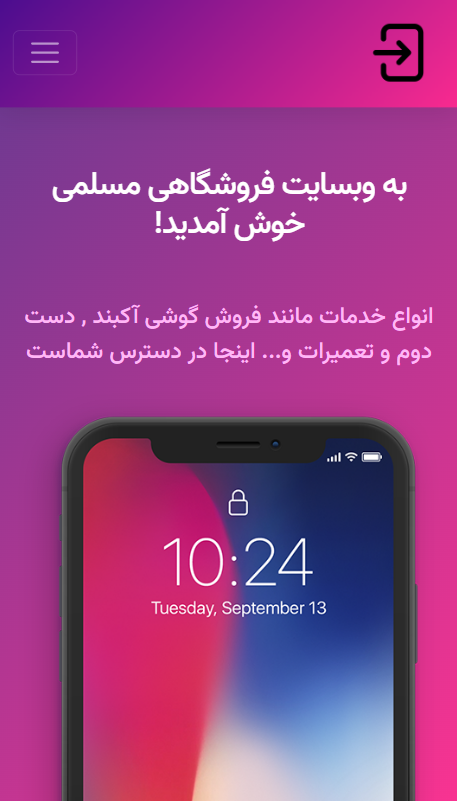 به وبسایت فروشگاهی مسلمی
خوش آمدید!
انواع خدمات مانند فروش گوشی آکبند , دست
دوم و تعمیرات و... اینجا در دسترس شماست
10:24
Tuesday, September 13